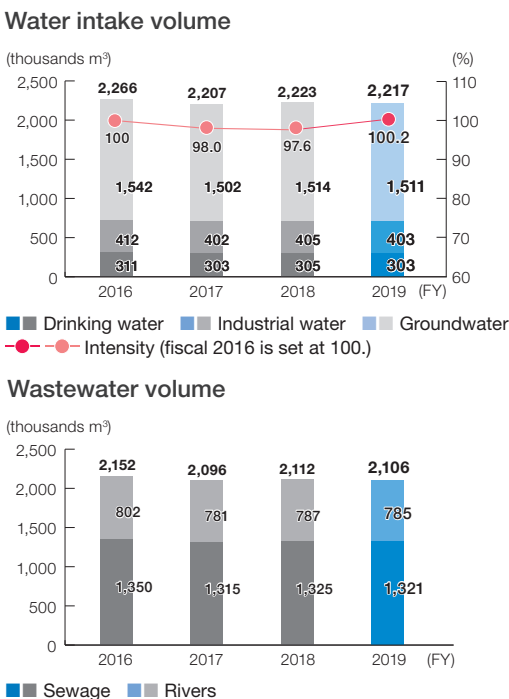 Water intake volume
(thousands m³) (%)
2,500 110
2,266 2,207 2,223 2,217
2,000 100
100 98.0 97.6 100.2
1,500 90
1,542 1,502 1,514 1,511
1,000 80
500 70
412 402 405 403
311 303 305 303
0 60
2016 2017 2018 2019 (FY)
Drinking water Industrial water Groundwater
Intensity (fiscal 2016 is set at 100.)
Wastewater volume
(thousands m³)
2,500
2,152 2,096 2,112 2,106
2,000
802 781 787 785
1,500
1,000
1,350 1,315 1,325 1,321
500
0
2016 2017 2018 2019 (FY)
Sewage Rivers